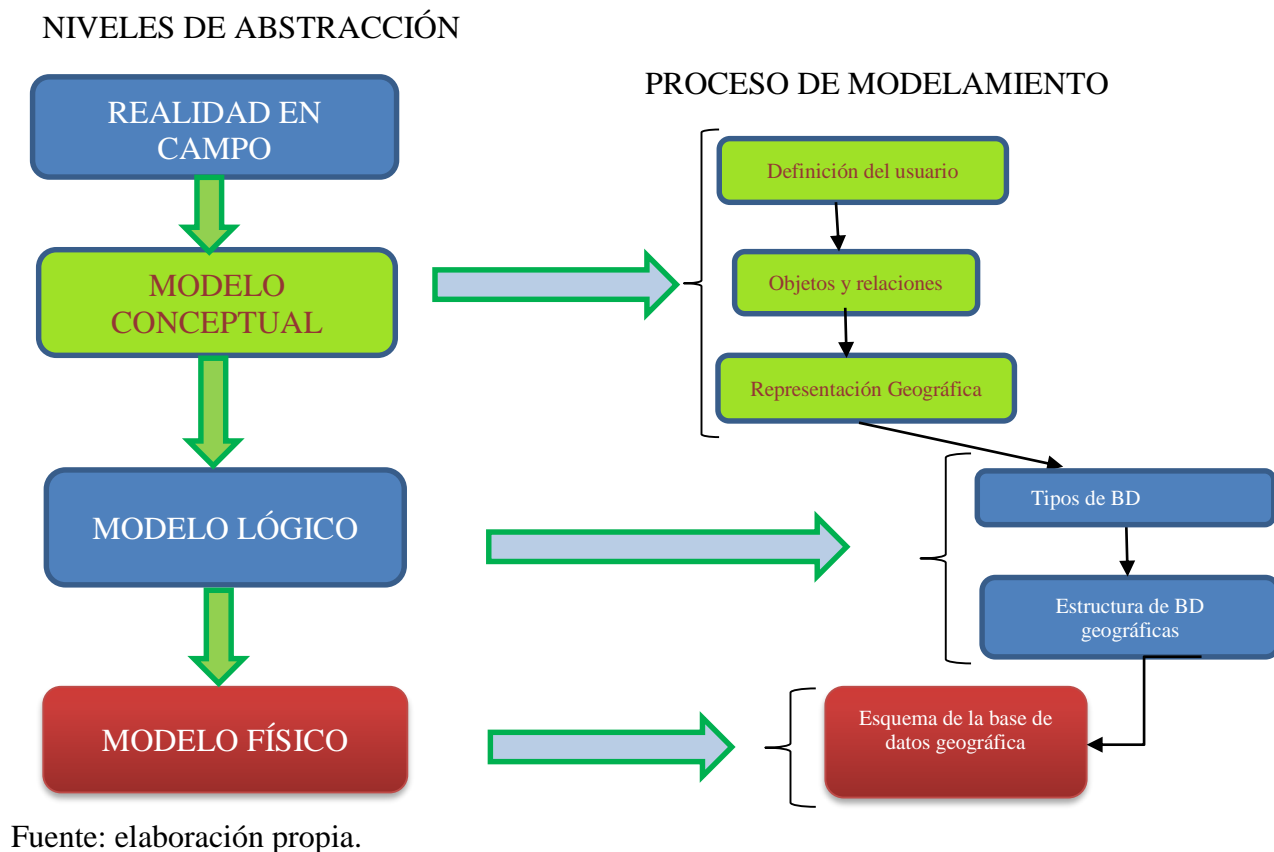 NIVELES DE ABSTRACCIÓN
REALIDAD EN
CAMPO
MODELO
CONCEPTUAL
MODELO LÓGICO
MODELO FÍSICO
PROCESO DE MODELAMIENTO
Definición del usuario
Objetos y relaciones
Representación Geográfica
Tipos de BD
Estructura de BD
geográficas
Esquema de la base de
datos geográfica
Fuente: elaboración propia.